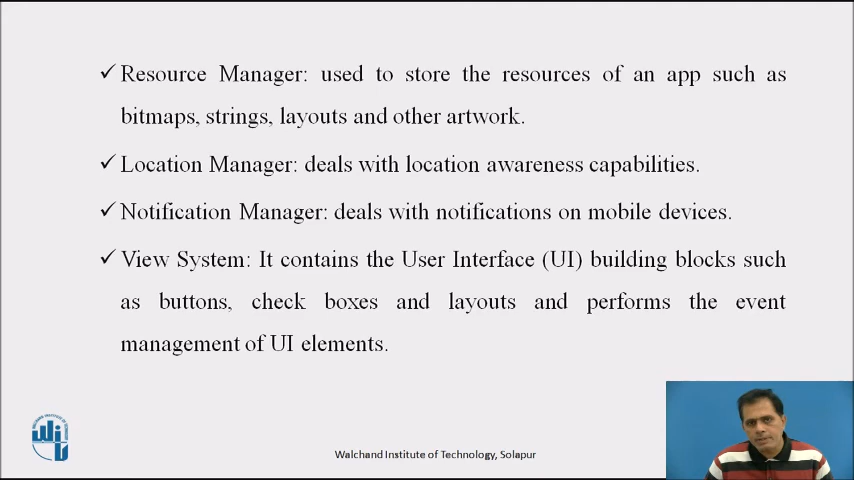 ✓ Resource Manager: used to store the resources of an app such as
bitmaps, strings, layouts and other artwork.
✓ Location Manager: deals with location awareness capabilities.
✓ Notification Manager: deals with notifications on mobile devices.
✓ View System: It contains the User Interface (UI) building blocks such
as buttons, check boxes and layouts and performs the event
management of UI elements.
Walchand Institute of Technology, Solapur